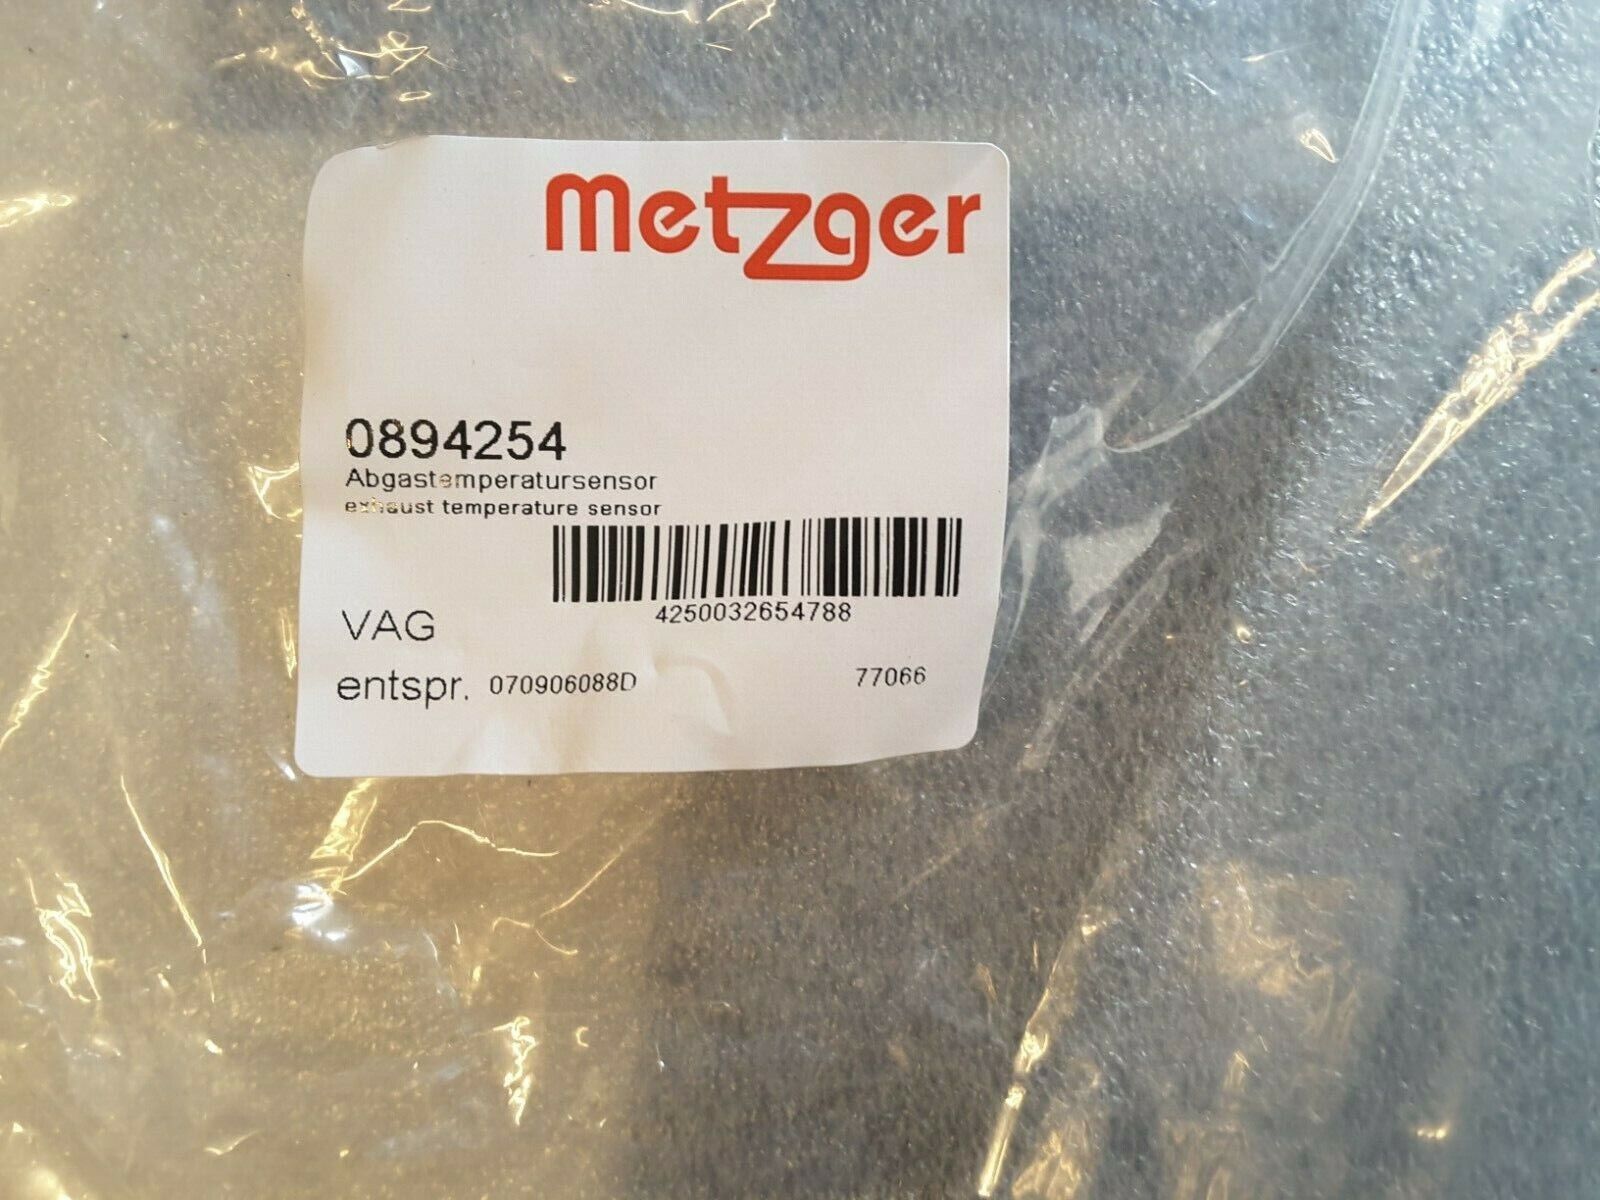 metzger
0894254
Abgastemperatursensor
exhaust temperature sensor
4250032654788
VAG
entspr. 070906088D 77066